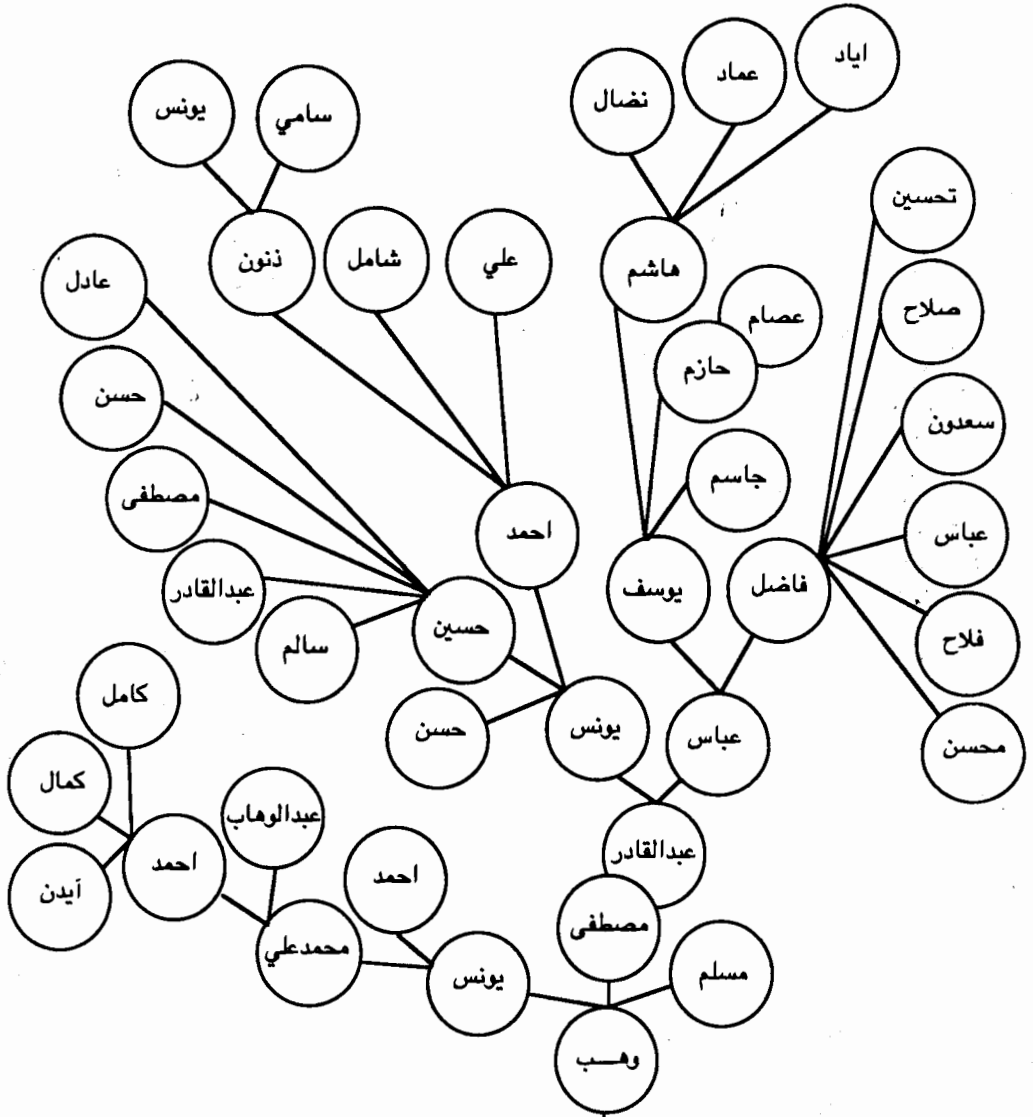 اياد
عماد
نضال
سامي
يونس
تحسين
علي
شامل
ذنون
هاشم
عادل
عصام
صلاح
حازم
حسن
سعدون
جاسم
مصطفى
احمد
عباس
فاضل
يوسف
عبدالقادر
حسين
سالم
فلاح
كامل
محسن
عباس
يونس
حسن
كمال
عبدالوهاب
عبدالقادر
احمد
احمد
آيدن
مصطفى
محمدعلي
مسلم
يونس
وهـــب